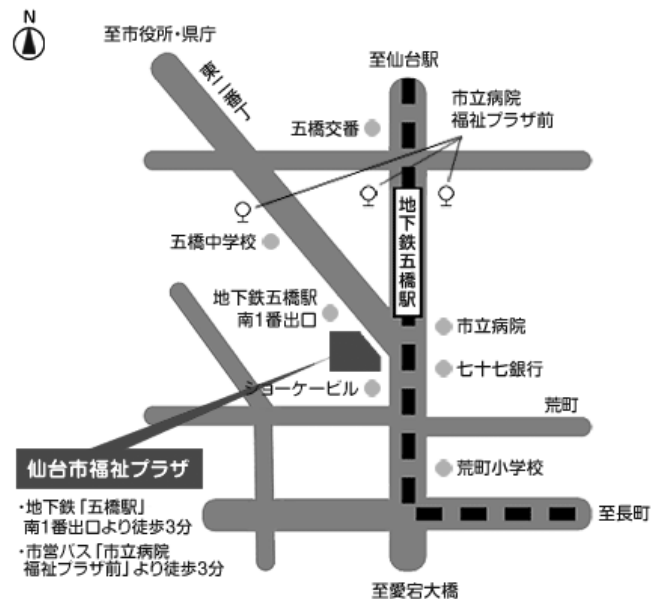 N
至市役所・県庁
至仙台駅
東二番丁
市立病院
福祉プラザ前
五橋交番
地下鉄五橋駅
五橋中学校
地下鉄五橋駅
南1番出口
市立病院
七十七銀行
ショーケービル
荒町
仙台市福祉プラザ
荒町小学校
・地下鉄「五橋駅」
南1番出口より徒歩3分
至長町
・市営バス「市立病院
福祉プラザ前」より徒歩3分
至愛宕大橋